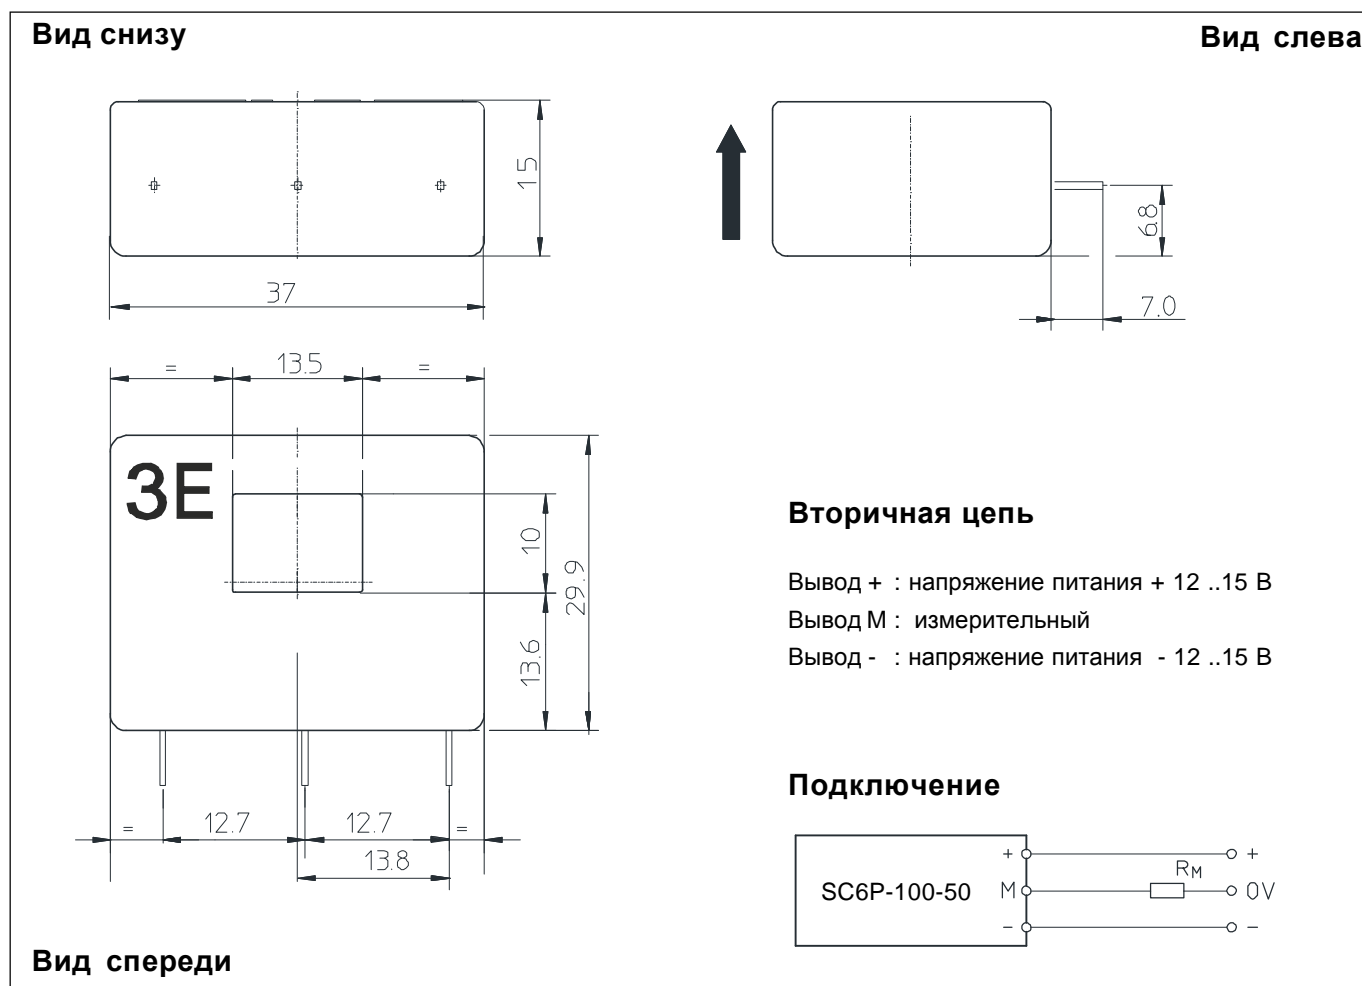 Вид снизу
Вид слева
15
37
6.8
7.0
= 13.5 =
3E
10
29.9
13.6
= 12.7 12.7 =
13.8
Вторичная цепь
Вывод + : напряжение питания + 12 ..15 В
Вывод М : измерительный
Вывод - : напряжение питания - 12 ..15 В
Подключение
+ +
SC6P-100-50 M RM 0V
- -
Вид спереди